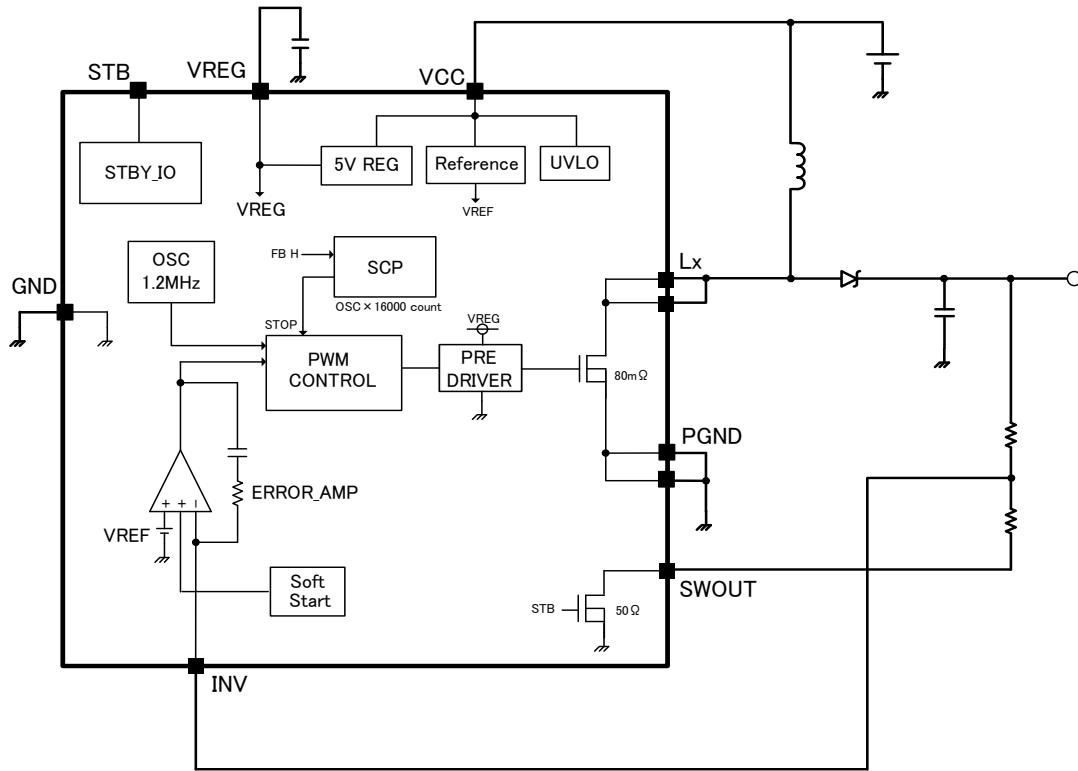 STB
VREG
VCC
STBY_IO
5V REG
Reference
UVLO
VREG
VREF
OSC
1.2MHz
FB H
SCP
OSC×16000 count
Lx
GND
STOP
VREG
PWM
CONTROL
PRE
DRIVER
80mΩ
PGND
ERROR_AMP
+ + −
VREF
Soft
Start
STB
50Ω
SWOUT
INV